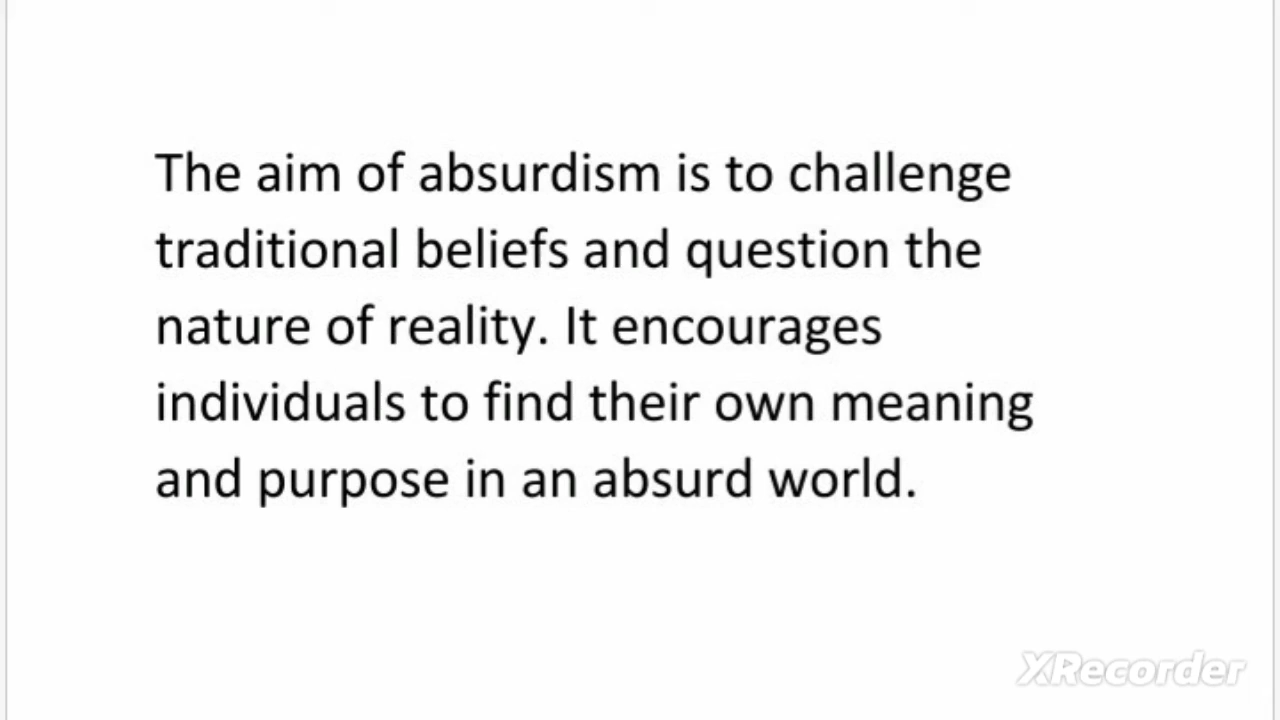 The aim of absurdism is to challenge
traditional beliefs and question the
nature of reality. It encourages
individuals to find their own meaning
and purpose in an absurd world.
XRecorder